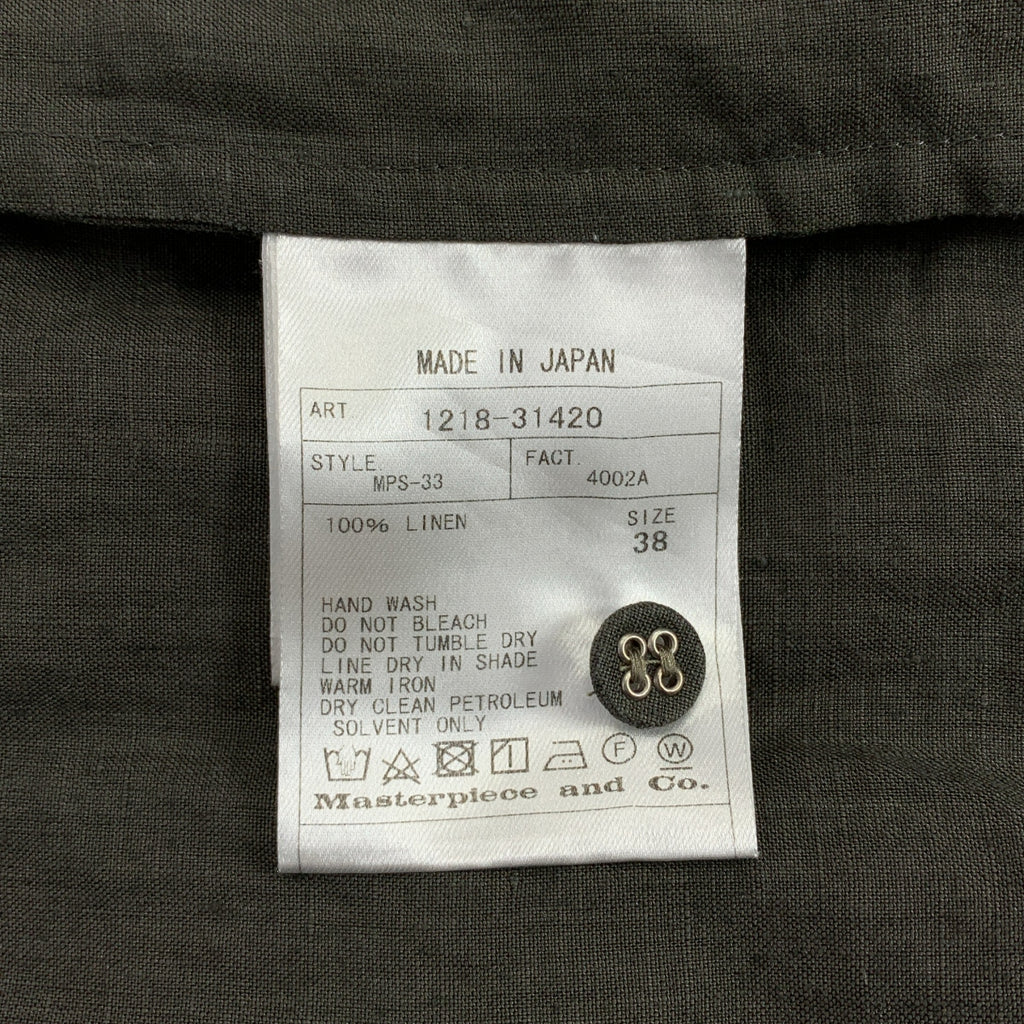 MADE IN JAPAN
ART. 1218-31420
STYLE. MPS-33
FACT. 4002A
100% LINEN
SIZE
38
HAND WASH
DO NOT BLEACH
DO NOT TUMBLE DRY
LINE DRY IN SHADE
WARM IRON
DRY CLEAN PETROLEUM
SOLVENT ONLY
F W
Masterpiece and Co.